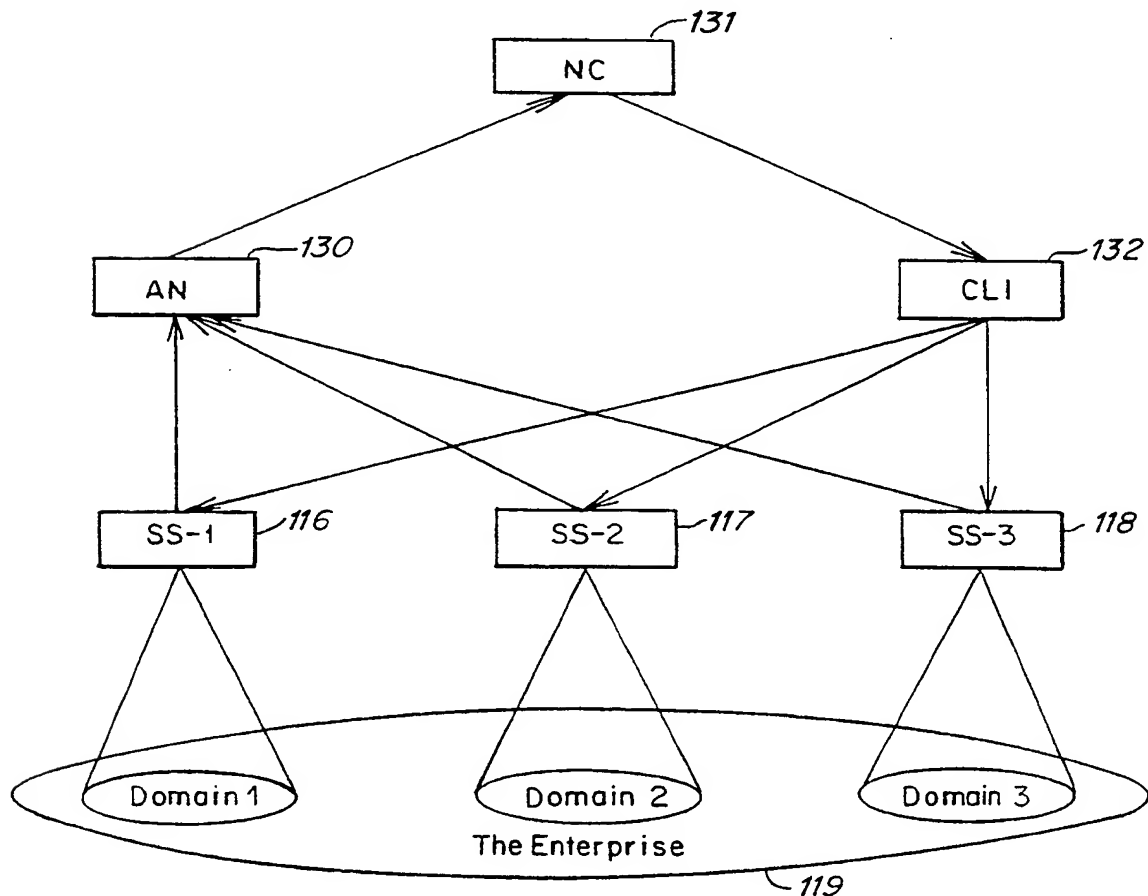 131
NC
130
132
AN
CLI
SS-1
116
SS-2
117
SS-3
118
Domain 1
Domain 2
Domain 3
The Enterprise
119